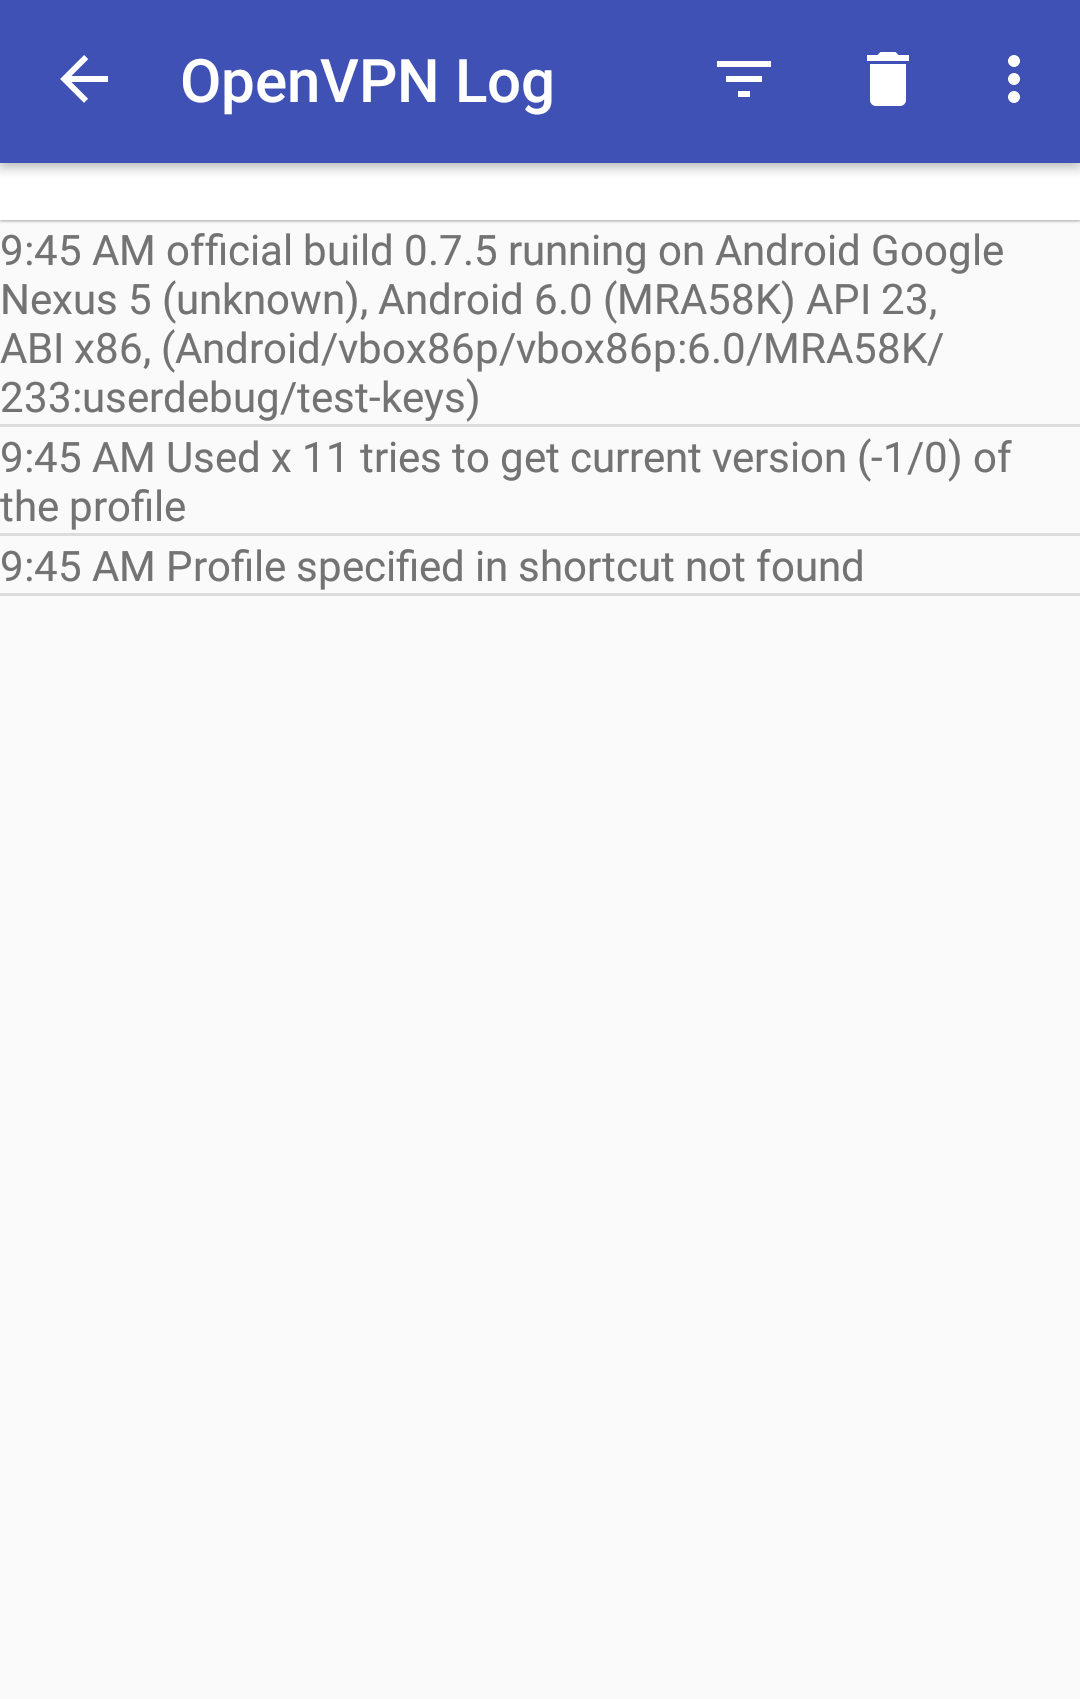 OpenVPN Log
9:45 AM official build 0.7.5 running on Android Google
Nexus 5 (unknown), Android 6.0 (MRA58K) API 23,
ABI x86, (Android/vbox86p/vbox86p:6.0/MRA58K/
233:userdebug/test-keys)
9:45 AM Used x 11 tries to get current version (-1/0) of
the profile
9:45 AM Profile specified in shortcut not found